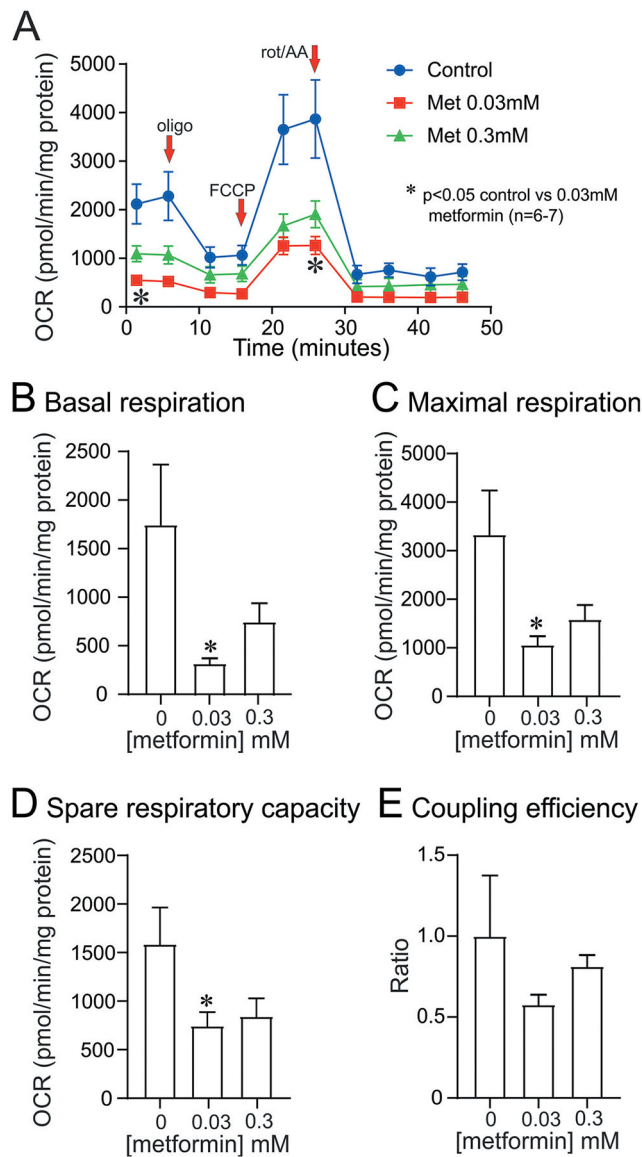 A
OCR (pmol/min/mg protein)
5000
4000
3000
2000
1000
0
oligo
FCCP
rot/AA
Control
Met 0.03mM
Met 0.3mM
* p<0.05 control vs 0.03mM
metformin (n=6-7)
*
*
0
10
20
30
40
50
Time (minutes)
B Basal respiration
OCR (pmol/min/mg protein)
2500
2000
1500
1000
500
0
*
0
0.03
0.3
[metformin] mM
C Maximal respiration
OCR (pmol/min/mg protein)
5000
4000
3000
2000
1000
0
*
0
0.03
0.3
[metformin] mM
D Spare respiratory capacity
OCR (pmol/min/mg protein)
2500
2000
1500
1000
500
0
*
0
0.03
0.3
[metformin] mM
E Coupling efficiency
Ratio
1.5
1.0
0.5
0
0
0.03
0.3
[metformin] mM